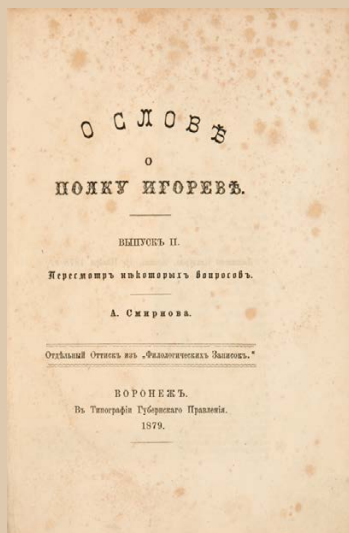 О СЛОВѢ
О
ПОЛКУ ИГОРЕВѢ.
ВЫПУСКЪ II.
Пересмотръ нѣкоторыхъ вопросовъ.
А. Смирнова.
Отдѣльный Оттискъ изъ „Филологическихъ Записокъ."
ВОРОНЕЖЪ.
Въ Типографіи Губернскаго Правленія.
1879.